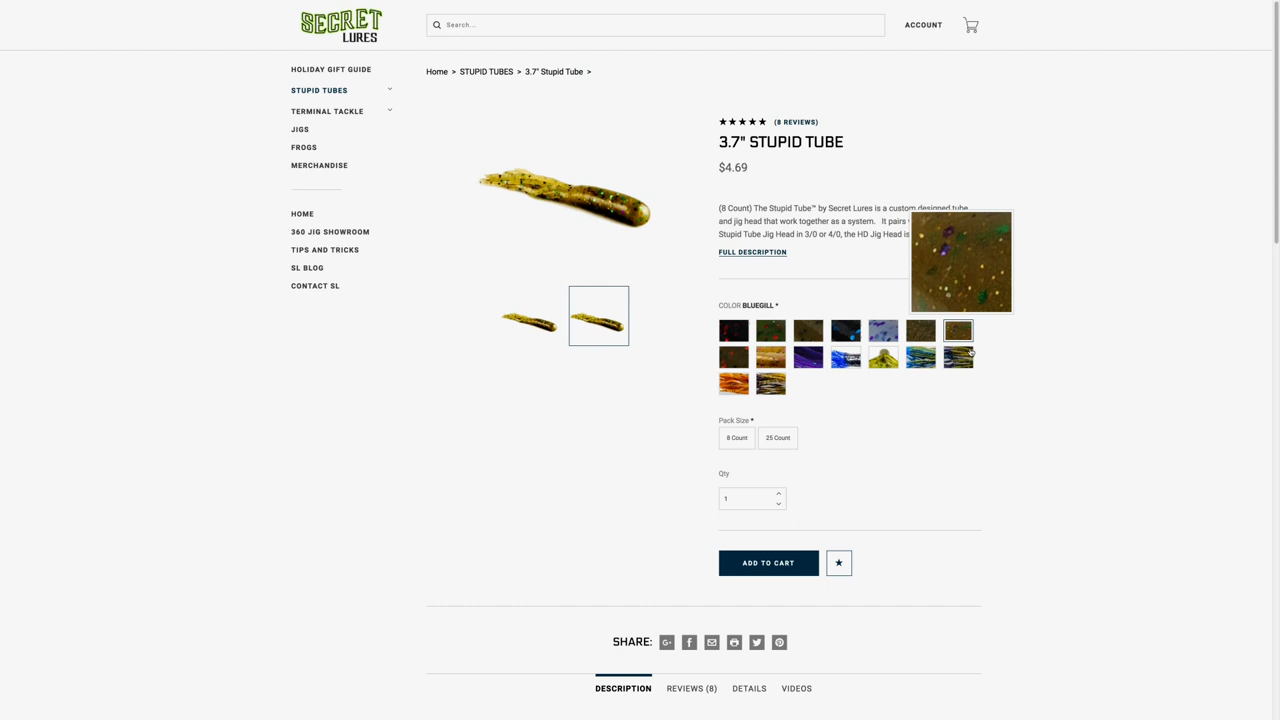 SECRET
LURES
Search...
ACCOUNT
HOLIDAY GIFT GUIDE
STUPID TUBES
TERMINAL TACKLE
JIGS
FROGS
MERCHANDISE
HOME
360 JIG SHOWROOM
TIPS AND TRICKS
SL BLOG
CONTACT SL
Home > STUPID TUBES > 3.7" Stupid Tube >
★★★★★ (8 REVIEWS)
3.7" STUPID TUBE
$4.69
(8 Count) The Stupid Tube™ by Secret Lures is a custom designed tube
and jig head that work together as a system. It pairs
Stupid Tube Jig Head in 3/0 or 4/0, the HD Jig Head is
FULL DESCRIPTION
COLOR BLUEGILL *
Pack Size *
8 Count 25 Count
Qty
1
ADD TO CART ★
SHARE: G+
DESCRIPTION REVIEWS (8) DETAILS VIDEOS